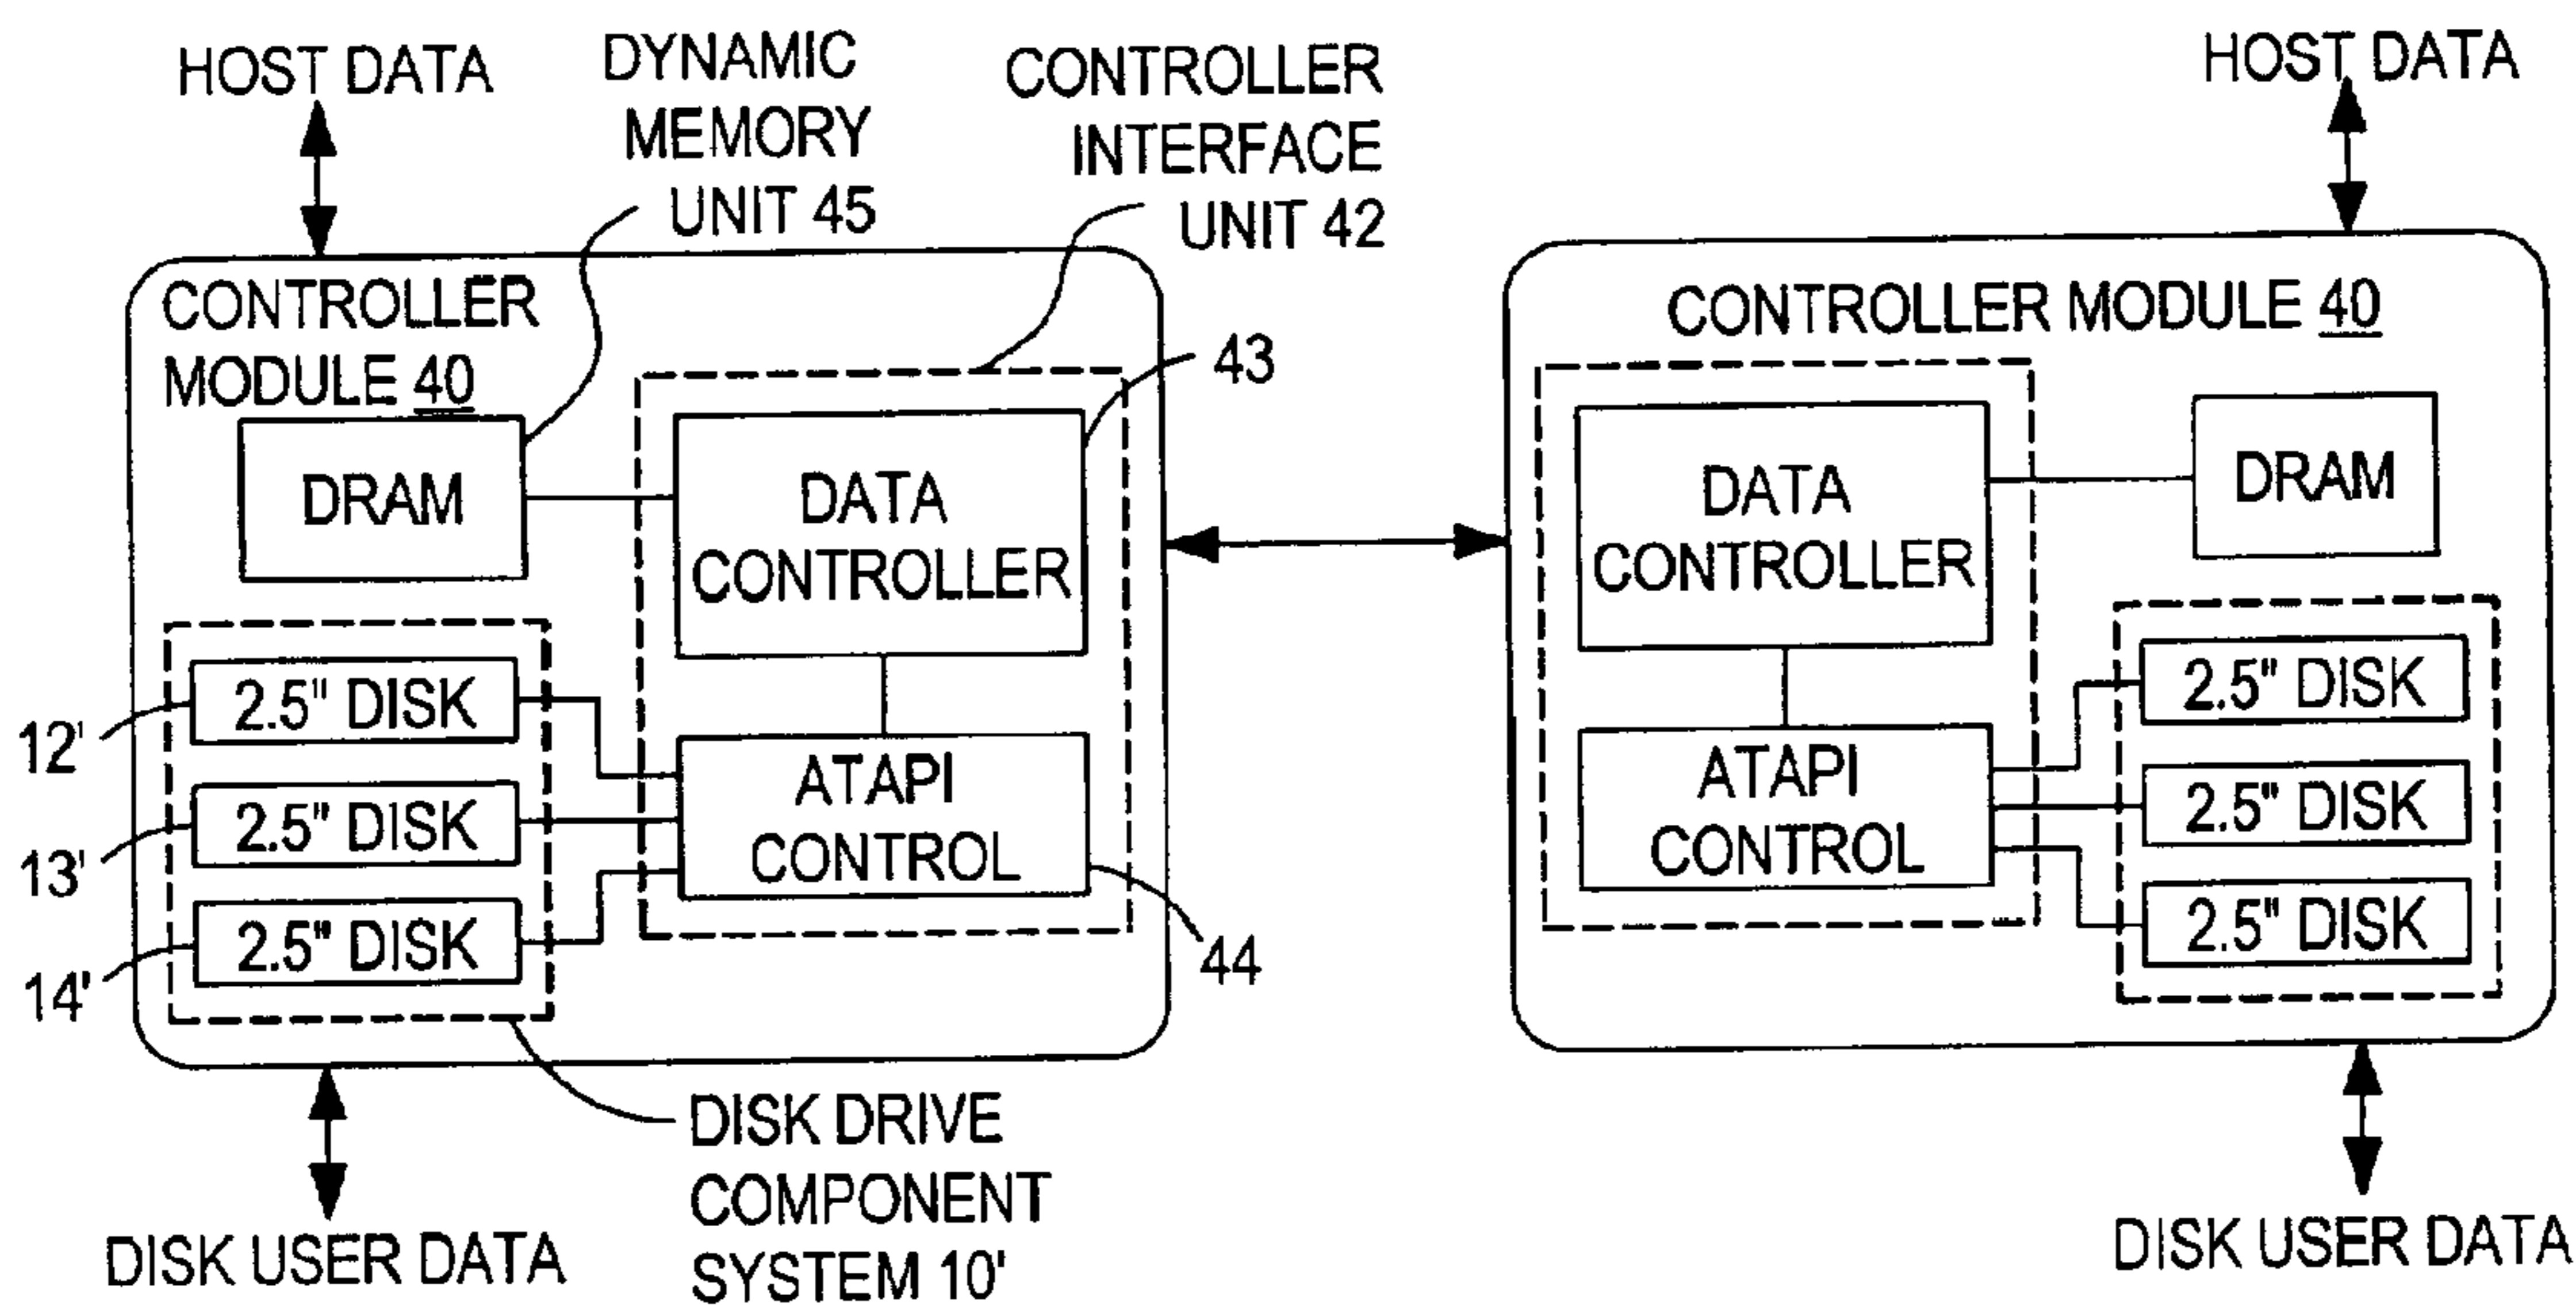 HOST DATA
DYNAMIC
MEMORY
UNIT 45
CONTROLLER
INTERFACE
UNIT 42
HOST DATA
CONTROLLER
MODULE 40
43
DRAM
DATA
CONTROLLER
2.5" DISK
2.5" DISK
2.5" DISK
12'
13'
14'
ATAPI
CONTROL
44
DISK USER DATA
DISK DRIVE
COMPONENT
SYSTEM 10'
CONTROLLER MODULE 40
DATA
CONTROLLER
DRAM
ATAPI
CONTROL
2.5" DISK
2.5" DISK
2.5" DISK
DISK USER DATA